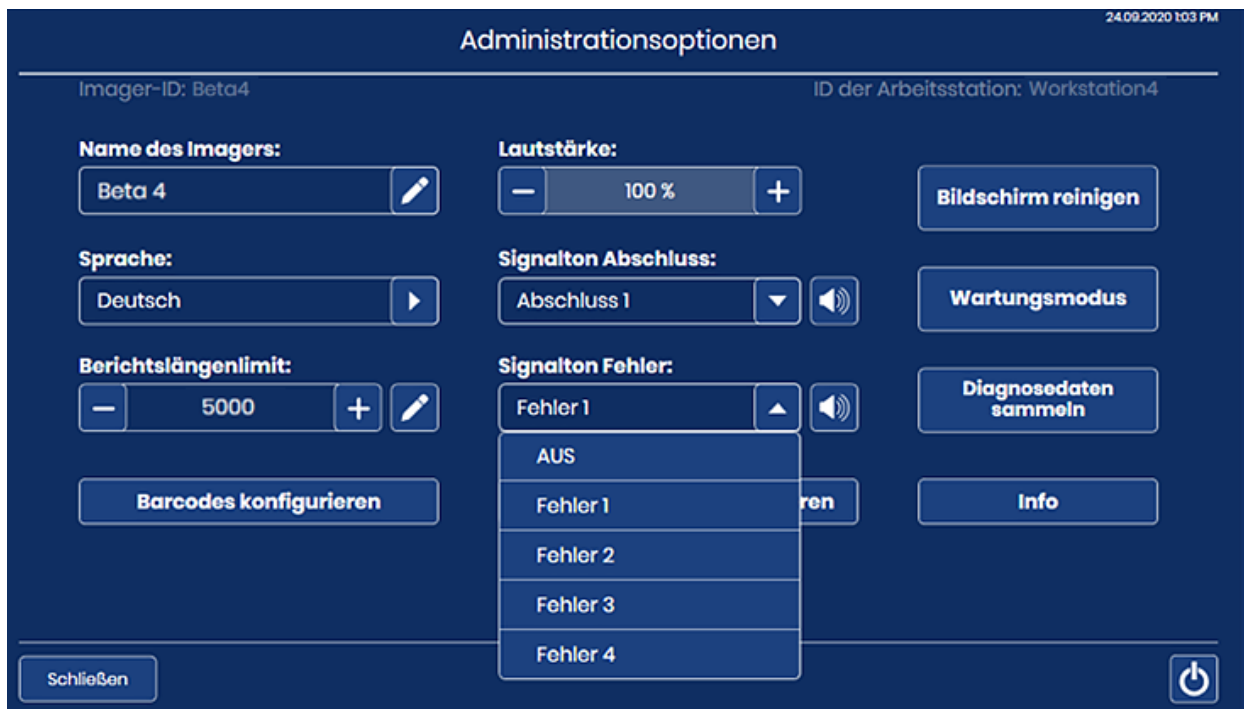 24.09.2020 1:03 PM
Administrationsoptionen
Imager-ID: Beta4
ID der Arbeitsstation: Workstation4
Name des Imagers:
Beta 4
Sprache:
Deutsch
Berichtslängenlimit:
5000
Barcodes konfigurieren
Lautstärke:
100 %
Signalton Abschluss:
Abschluss 1
Signalton Fehler:
Fehler 1
AUS
Fehler 1
Fehler 2
Fehler 3
Fehler 4
ren
Bildschirm reinigen
Wartungsmodus
Diagnosedaten
sammeln
Info
Schließen